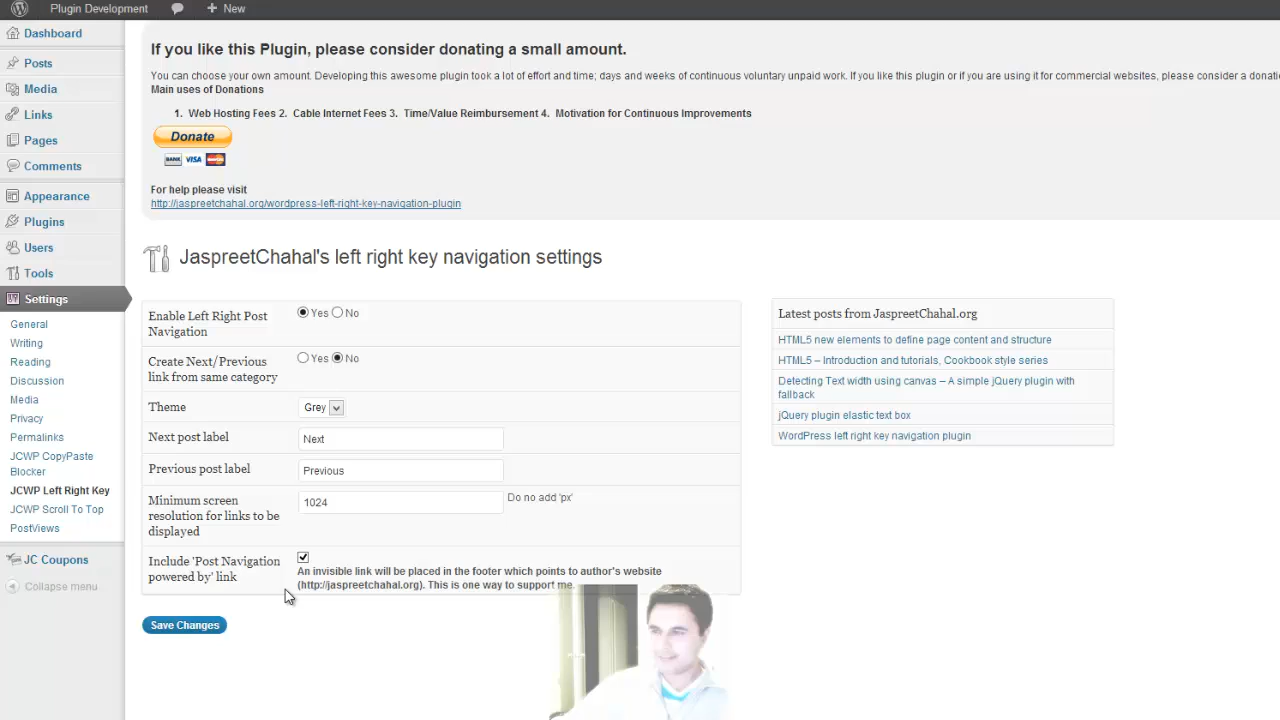 Plugin Development
New
Dashboard
Posts
Media
Links
Pages
Comments
Appearance
Plugins
Users
Tools
Settings
General
Writing
Reading
Discussion
Media
Privacy
Permalinks
JCWP CopyPaste
Blocker
JCWP Left Right Key
JCWP Scroll To Top
PostViews
JC Coupons
Collapse menu
If you like this Plugin, please consider donating a small amount.
You can choose your own amount. Developing this awesome plugin took a lot of effort and time; days and weeks of continuous voluntary unpaid work. If you like this plugin or if you are using it for commercial websites, please consider a donati
Main uses of Donations
1. Web Hosting Fees 2. Cable Internet Fees 3. Time/Value Reimbursement 4. Motivation for Continuous Improvements
Donate
BANK VISA
For help please visit
http://jaspreetchahal.org/wordpress-left-right-key-navigation-plugin
JaspreetChahal's left right key navigation settings
Enable Left Right Post
Navigation
Yes No
Create Next/Previous
link from same category
Yes No
Theme
Grey
Next post label
Next
Previous post label
Previous
Minimum screen
resolution for links to be
displayed
1024
Do no add 'px'
Include 'Post Navigation
powered by' link
An invisible link will be placed in the footer which points to author's website
(http://jaspreetchahal.org). This is one way to support me.
Save Changes
Latest posts from JaspreetChahal.org
HTML5 new elements to define page content and structure
HTML5 – Introduction and tutorials, Cookbook style series
Detecting Text width using canvas – A simple jQuery plugin with
fallback
jQuery plugin elastic text box
WordPress left right key navigation plugin